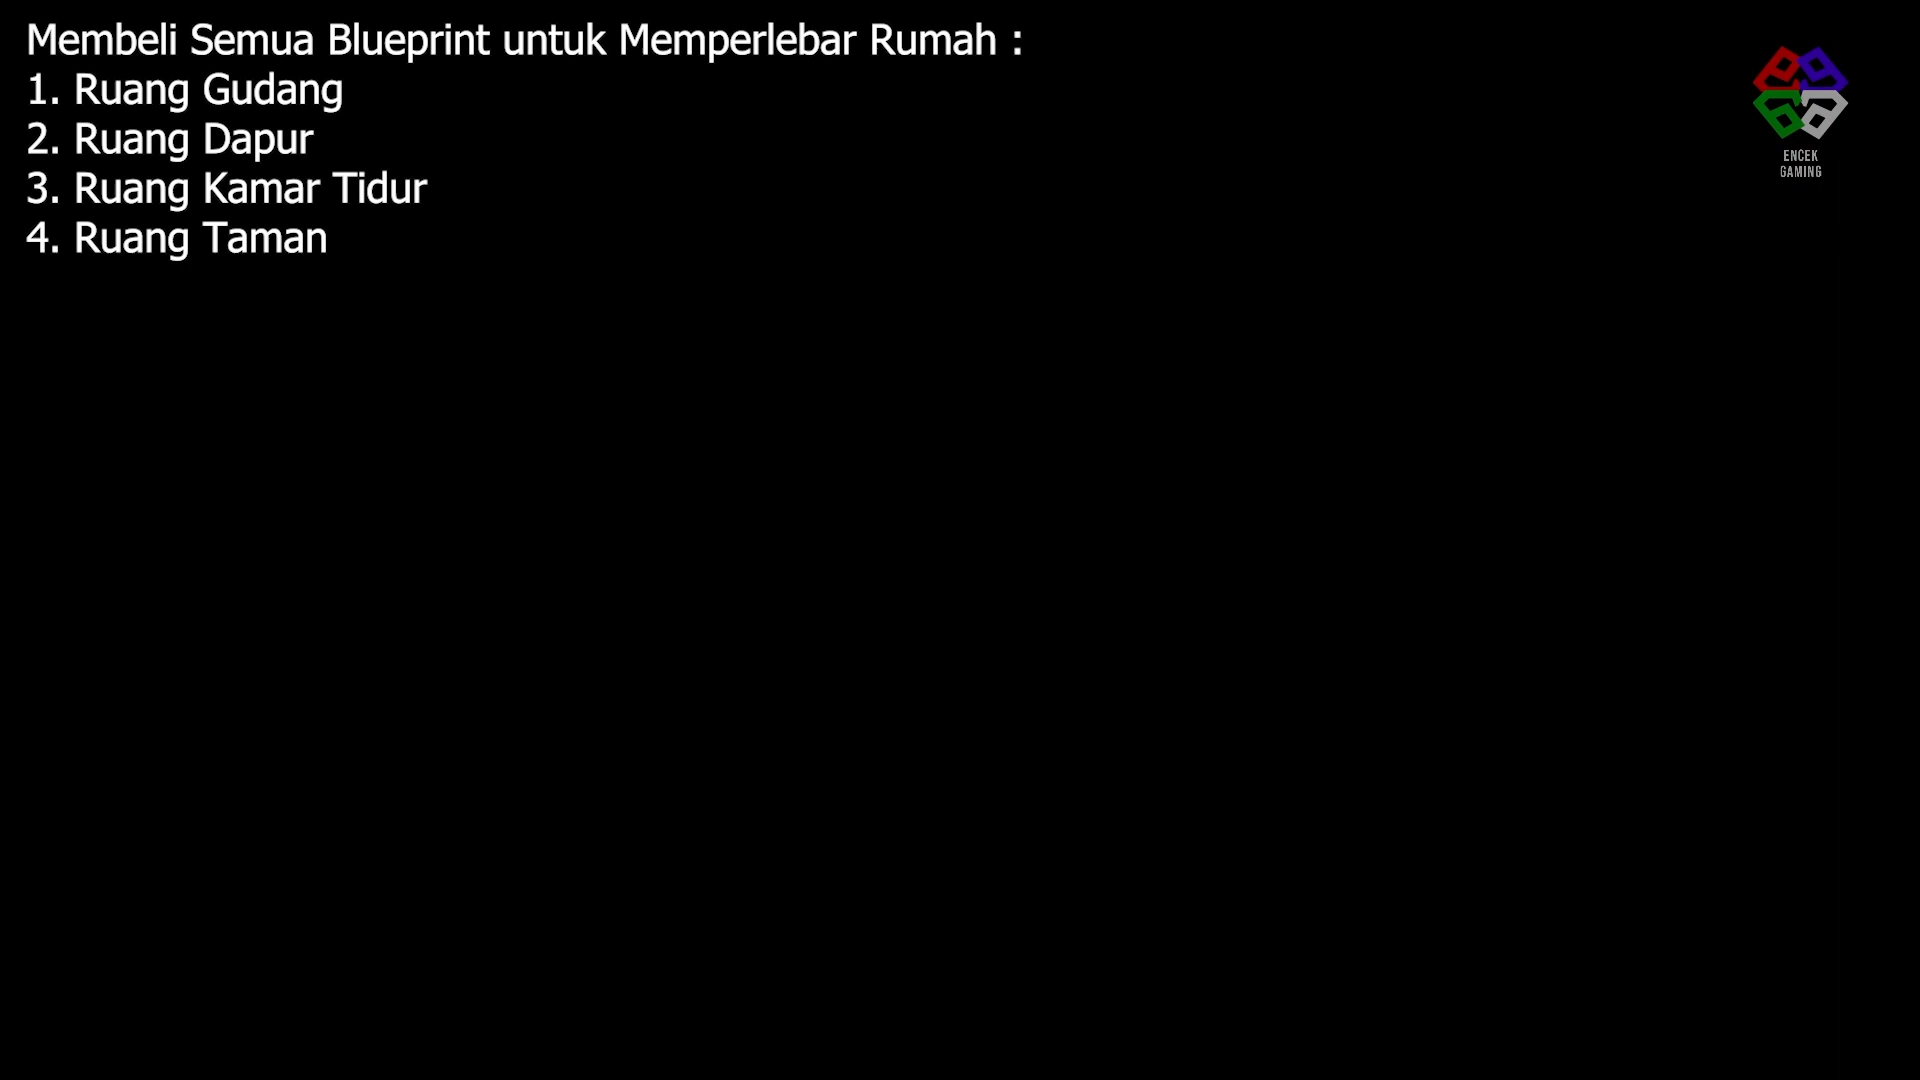 Membeli Semua Blueprint untuk Memperlebar Rumah :
1. Ruang Gudang
2. Ruang Dapur
3. Ruang Kamar Tidur
4. Ruang Taman
ENCEK
GAMING